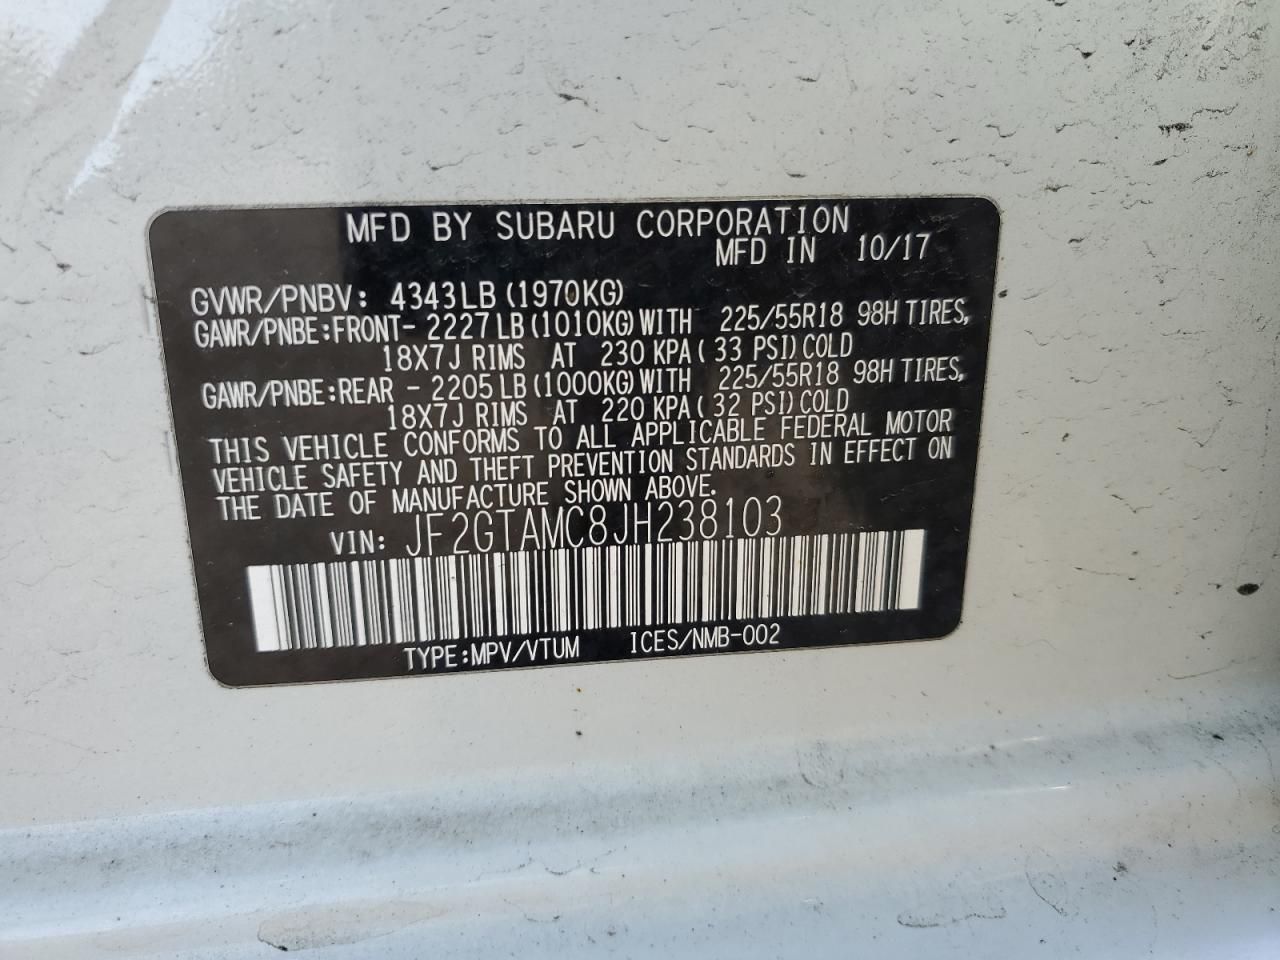 MFD BY SUBARU CORPORATION
MFD IN 10/17
GVWR/PNBV: 4343LB (1970KG)
GAWR/PNBE:FRONT- 2227LB (1010KG) WITH 225/55R18 98H TIRES,
18X7J RIMS AT 230 KPA( 33 PSI) COLD
GAWR/PNBE:REAR - 2205LB (1000KG) WITH 225/55R18 98H TIRES,
18X7J RIMS AT 220 KPA( 32 PSI) COLD
THIS VEHICLE CONFORMS TO ALL APPLICABLE FEDERAL MOTOR
VEHICLE SAFETY AND THEFT PREVENTION STANDARDS IN EFFECT ON
THE DATE OF MANUFACTURE SHOWN ABOVE.
VIN: JF2GTAMC8JH238103
TYPE:MPV/VTUM ICES/NMB-002